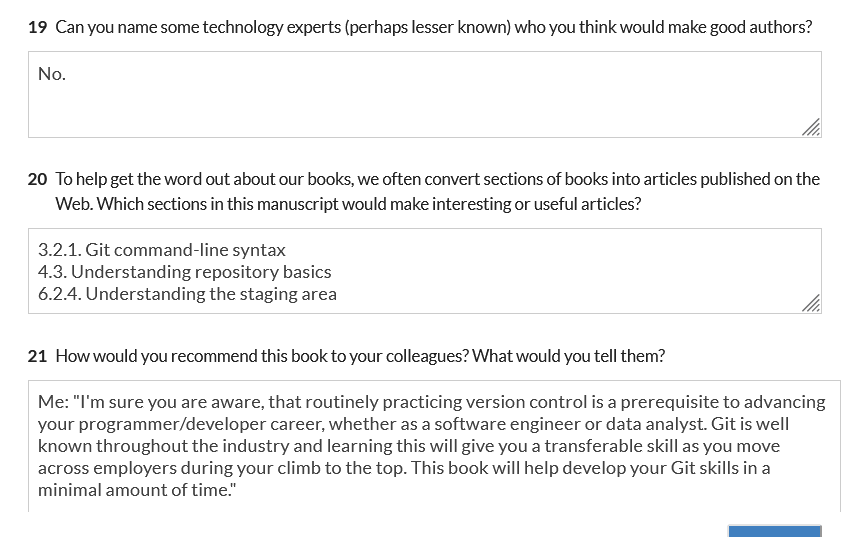 19 Can you name some technology experts (perhaps lesser known) who you think would make good authors?
No.
20 To help get the word out about our books, we often convert sections of books into articles published on the
Web. Which sections in this manuscript would make interesting or useful articles?
3.2.1. Git command-line syntax
4.3. Understanding repository basics
6.2.4. Understanding the staging area
21 How would you recommend this book to your colleagues? What would you tell them?
Me: "I'm sure you are aware, that routinely practicing version control is a prerequisite to advancing
your programmer/developer career, whether as a software engineer or data analyst. Git is well
known throughout the industry and learning this will give you a transferable skill as you move
across employers during your climb to the top. This book will help develop your Git skills in a
minimal amount of time."